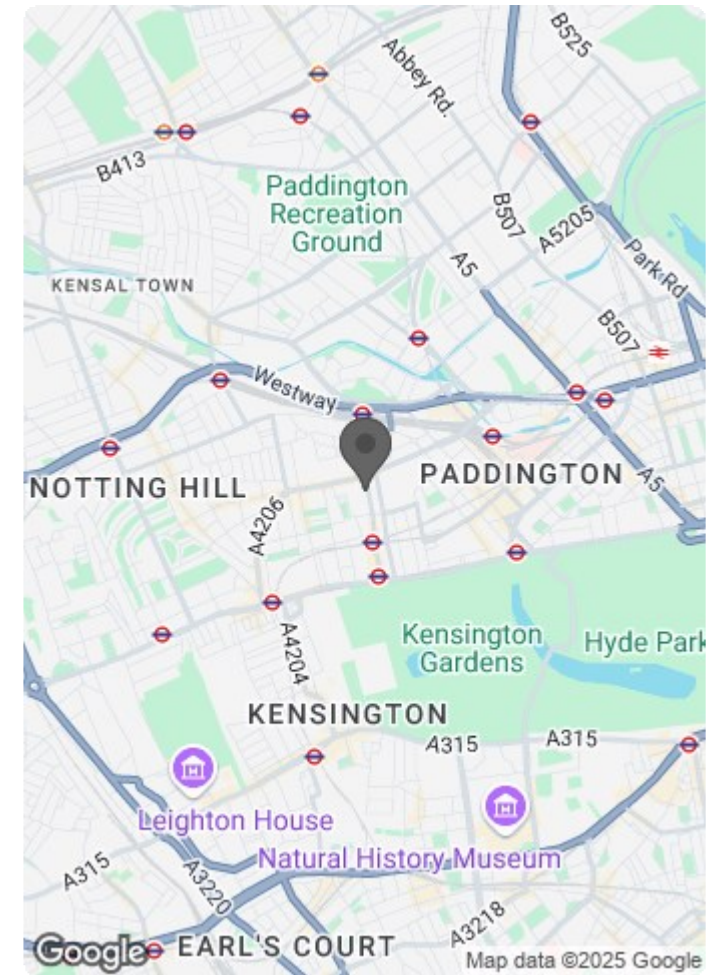 B525
Abbey Rd.
B413
Paddington
Recreation
Ground
B507
A5205
A5
Park Rd
KENSAL TOWN
B507
Westway
NOTTING HILL
PADDINGTON
A5
A4206
Kensington
Gardens
Hyde Park
A4204
KENSINGTON
A315
A315
Leighton House
Natural History Museum
A315
A3220
A3218
Google
EARL'S COURT
Map data ©2025 Google